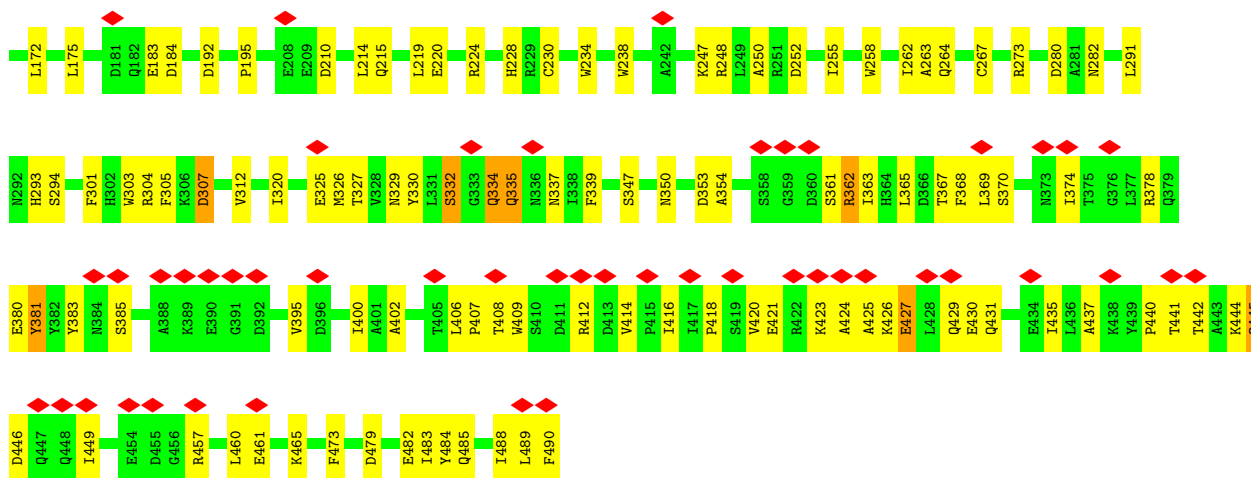 L172 L175 D181 Q182 E183 D184 D192 P195 E208 E209 D210 L214 Q215 L219 E220 R224 H228 R229 C230 W234 W238 A242 K247 R248 L249 A250 R251 D252 I255 W258 I262 A263 Q264 C267 R273 D280 A281 N282 L291
N292 H293 S294 F301 H302 W303 R304 F305 K306 D307 V312 I320 E325 M326 T327 V328 N329 Y330 L331 S332 G333 Q334 Q335 N336 N337 I338 F339 S347 N350 D353 A354 S358 G359 D360 S361 R362 I363 H364 L365 D366 T367 F368 L369 S370 N373 I374 T375 G376 L377 R378 Q379
E380 Y381 Y382 Y383 N384 S385 A388 K389 E390 G391 D392 V395 D396 I400 A401 A402 T405 L406 P407 T408 W409 S410 D411 R412 D413 V414 P415 I416 I417 P418 S419 V420 E421 R422 K423 A424 A425 K426 E427 L428 Q429 E430 Q431 E434 I435 L436 A437 K438 Y439 P440 T441 T442 A443 K444
D446 Q447 Q448 I449 E454 D455 G456 R457 L460 E461 K465 F473 D479 E482 I483 Y484 Q485 I488 L489 F490